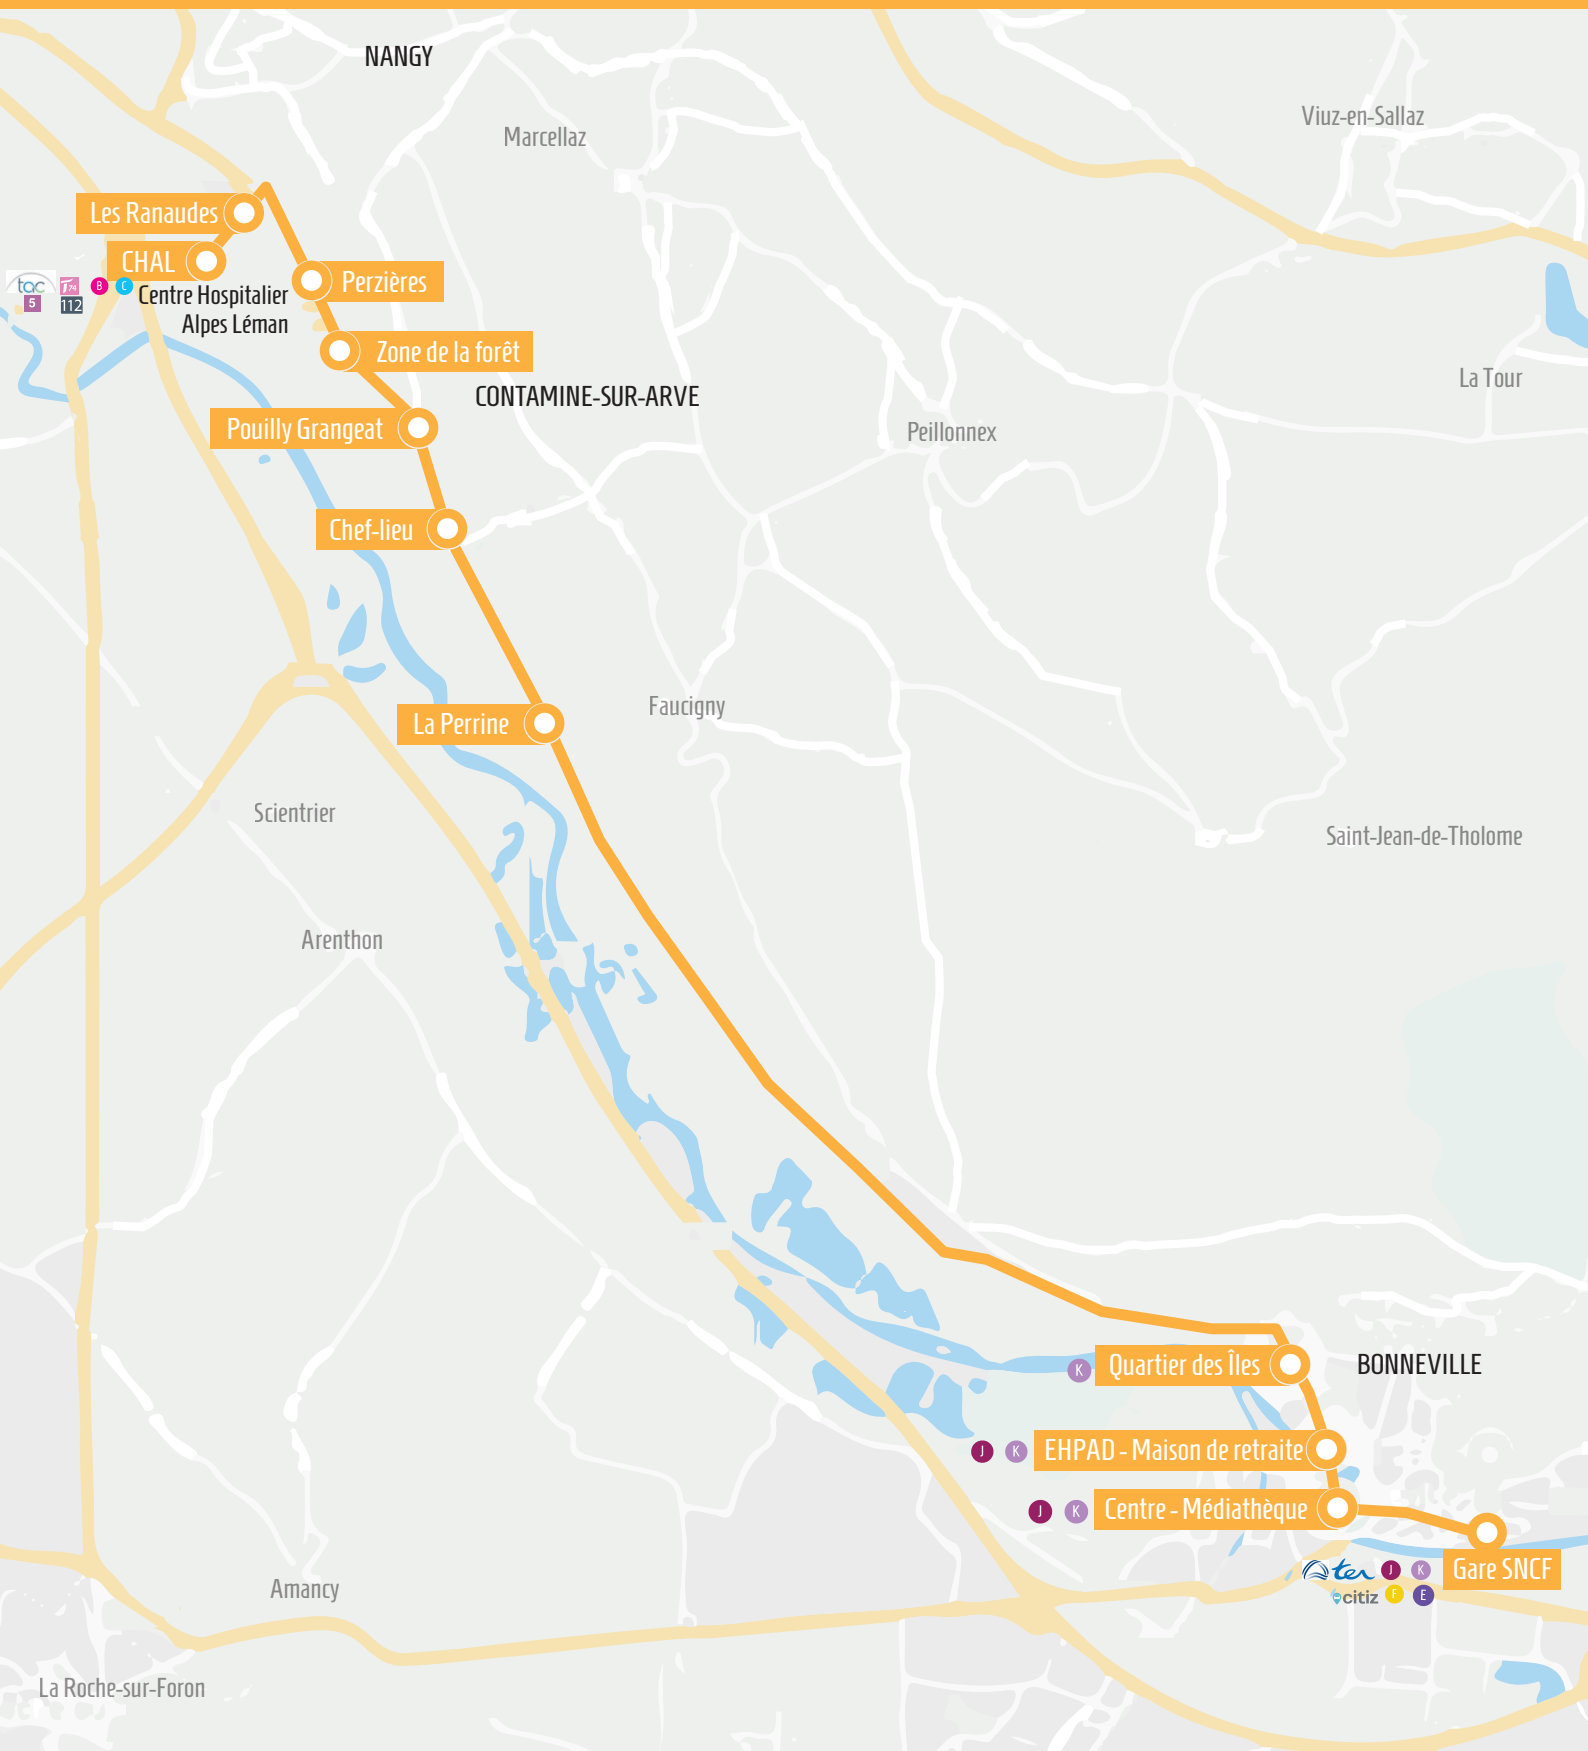 NANGY
Viuz-en-Sallaz
Marcellaz
Les Ranaudes
CHAL
Perzières
tac
T74
B
C
5
112
Centre Hospitalier
Alpes Léman
Zone de la forêt
La Tour
CONTAMINE-SUR-ARVE
Pouilly Grangeat
Peillonnex
Chef-lieu
Faucigny
La Perrine
Scientrier
Saint-Jean-de-Tholome
Arenthon
K
Quartier des Îles
BONNEVILLE
J
K
EHPAD - Maison de retraite
J
K
Centre - Médiathèque
ter
J
K
Gare SNCF
citiz
F
E
Amancy
La Roche-sur-Foron